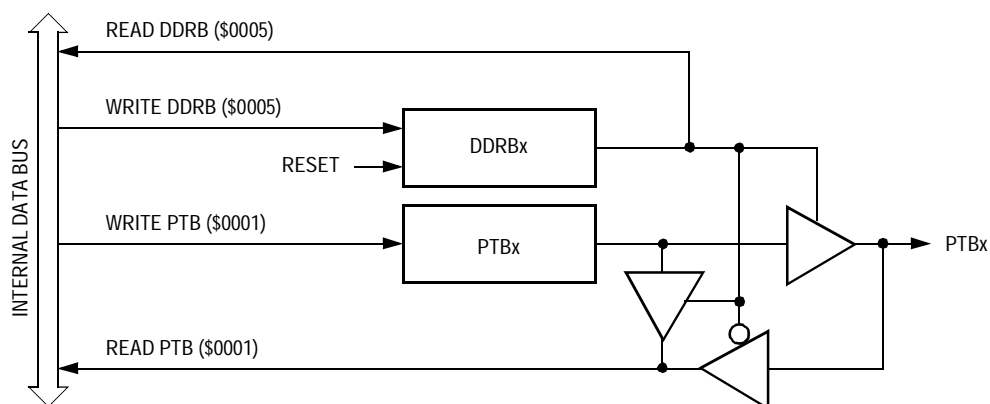 READ DDRB ($0005)
WRITE DDRB ($0005)
DDRBx
RESET
WRITE PTB ($0001)
PTBx
PTBx
READ PTB ($0001)
INTERNAL DATA BUS